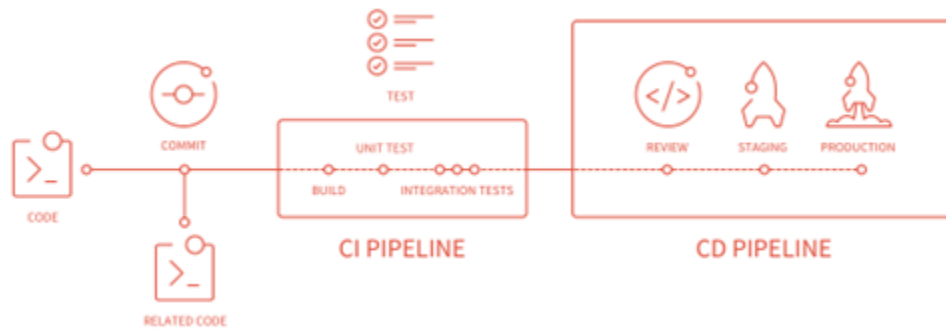 TEST
COMMIT
UNIT TEST
REVIEW
STAGING
PRODUCTION
BUILD
INTEGRATION TESTS
CODE
CI PIPELINE
CD PIPELINE
RELATED CODE